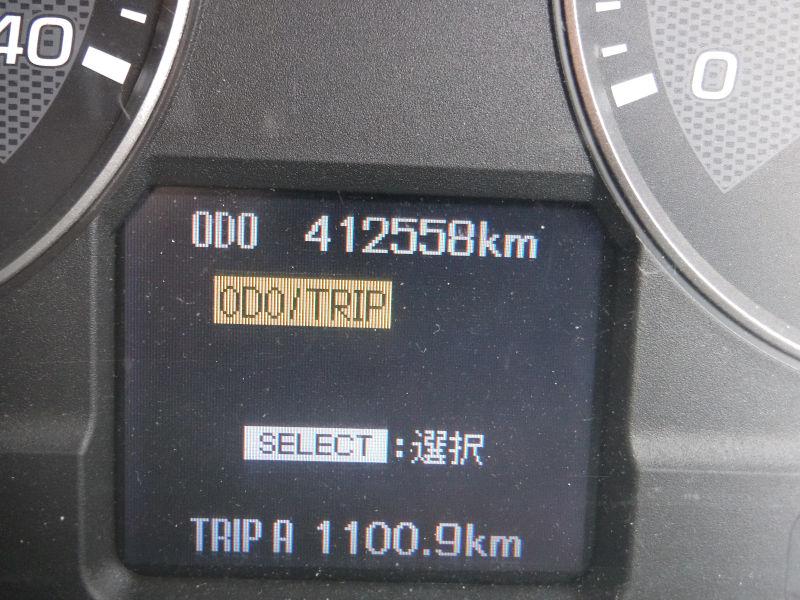 40
0
ODO 412558km
ODO/TRIP
SELECT:選択
TRIP A 1100.9km